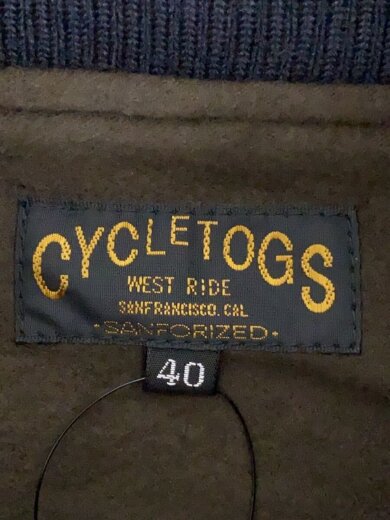 CYCLETOGS
WEST RIDE
SANFRANCISCO. CAL
·SANFORIZED·
40